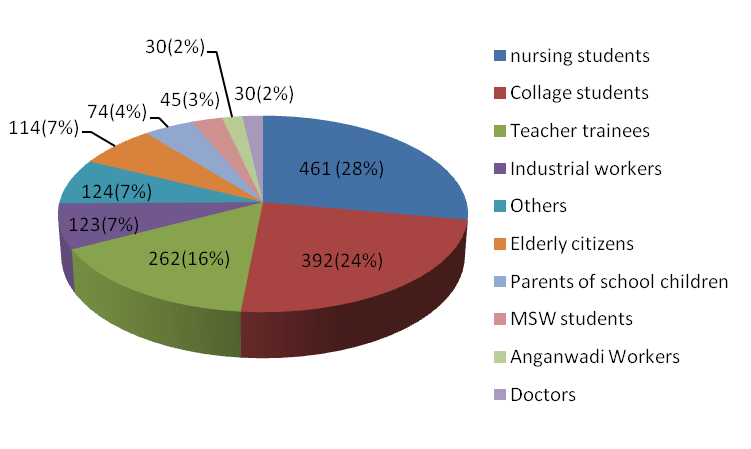 30(2%)
30(2%)
45(3%)
74(4%)
114(7%)
124(7%)
123(7%)
262(16%)
392(24%)
461 (28%)
nursing students
Collage students
Teacher trainees
Industrial workers
Others
Elderly citizens
Parents of school children
MSW students
Anganwadi Workers
Doctors